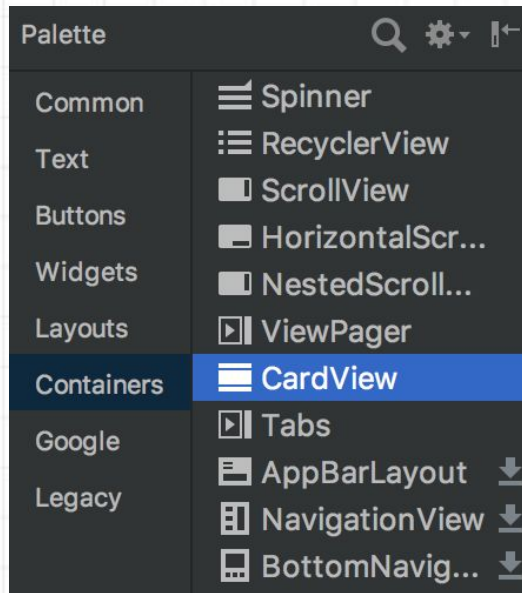 Palette
Common
Text
Buttons
Widgets
Layouts
Containers
Google
Legacy
Spinner
RecyclerView
ScrollView
HorizontalScr...
NestedScroll...
ViewPager
CardView
Tabs
AppBarLayout
NavigationView
BottomNavig...